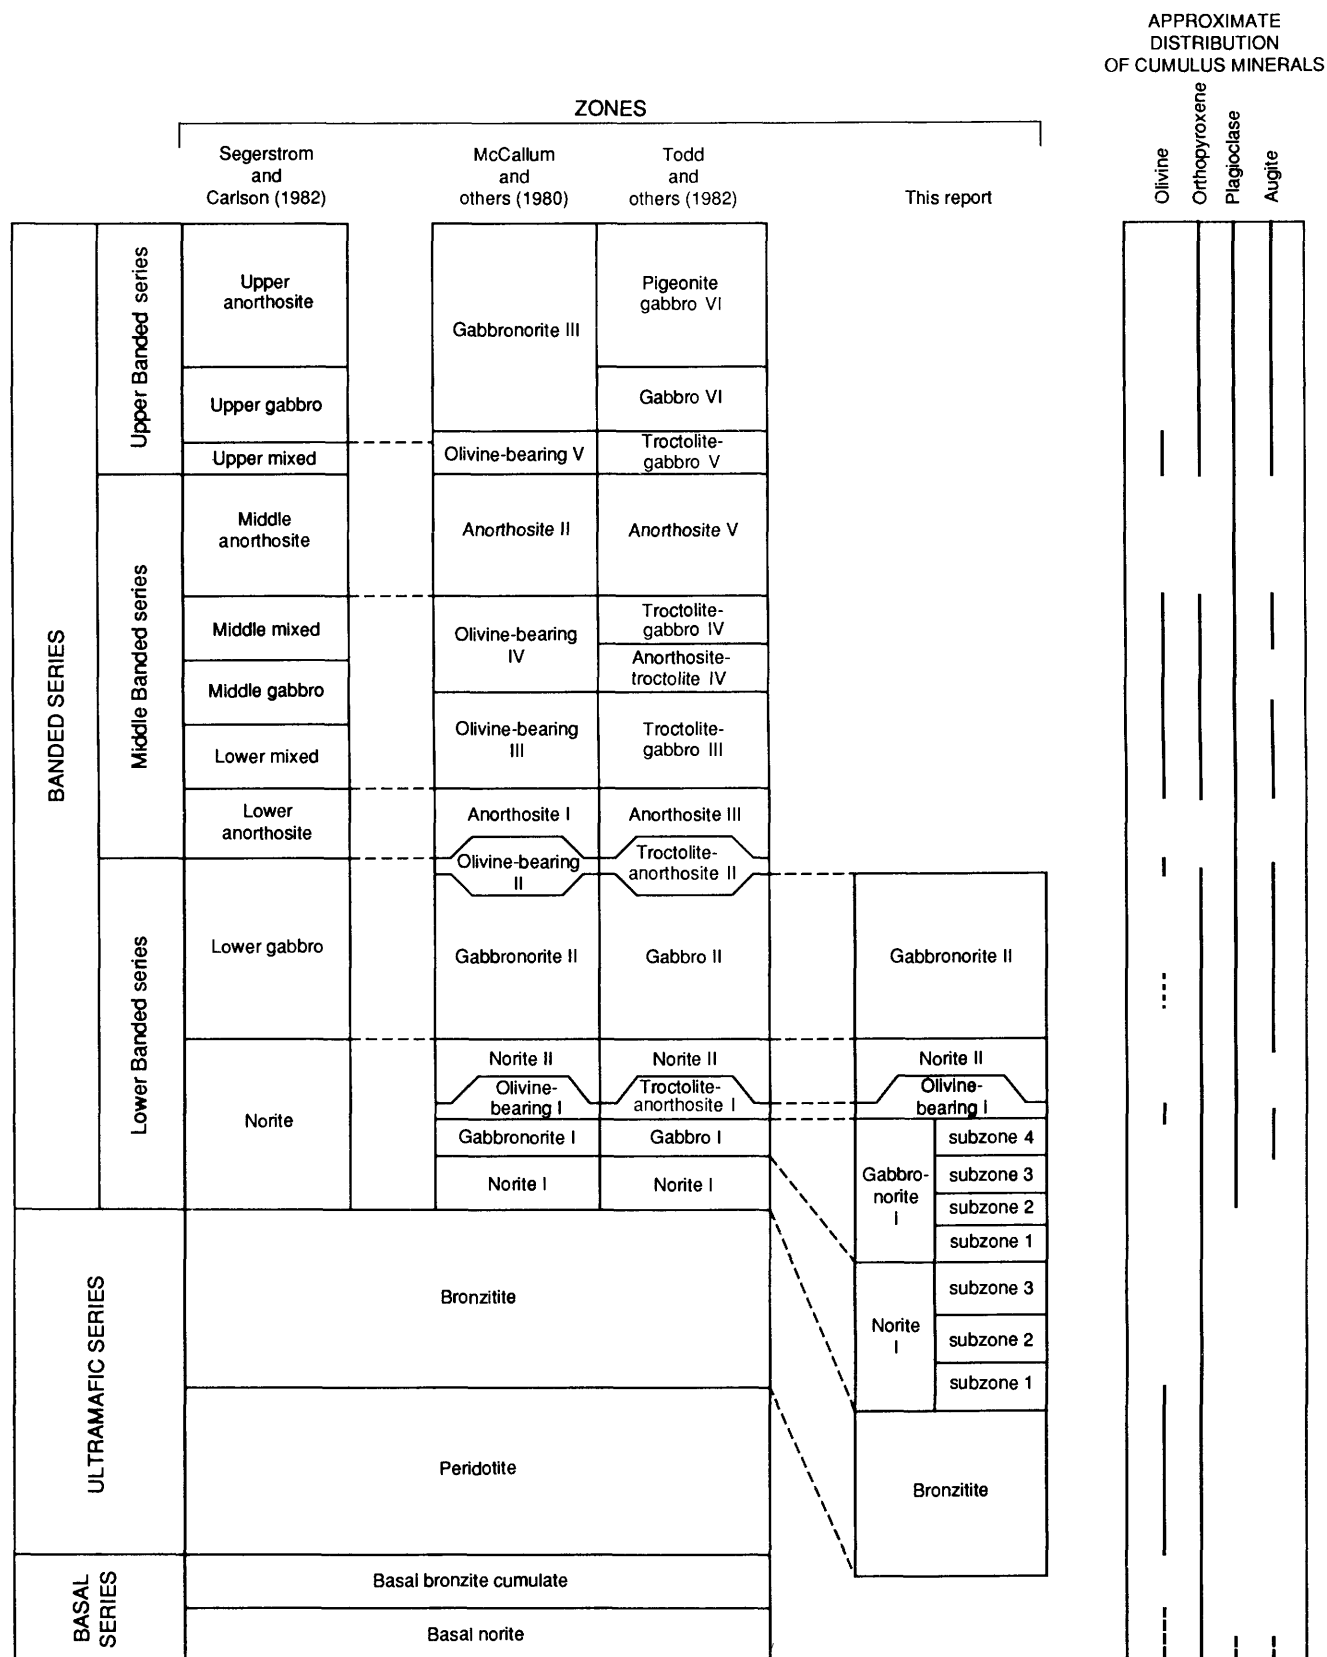 APPROXIMATE
DISTRIBUTION
OF CUMULUS MINERALS
ZONES
Segerstrom
and
Carlson (1982)
McCallum
and
others (1980)
Todd
and
others (1982)
This report
Olivine
Orthopyroxene
Plagioclase
Augite
BANDED SERIES
Upper Banded series
Middle Banded series
Lower Banded series
ULTRAMAFIC SERIES
BASAL
SERIES
Upper
anorthosite
Upper gabbro
Upper mixed
Middle
anorthosite
Middle mixed
Middle gabbro
Lower mixed
Lower
anorthosite
Lower gabbro
Norite
Gabbronorite III
Olivine-bearing V
Anorthosite II
Olivine-bearing
IV
Olivine-bearing
III
Anorthosite I
Olivine-bearing
II
Gabbronorite II
Norite II
Olivine-
bearing I
Gabbronorite I
Norite I
Pigeonite
gabbro VI
Gabbro VI
Troctolite-
gabbro V
Anorthosite V
Troctolite-
gabbro IV
Anorthosite-
troctolite IV
Troctolite-
gabbro III
Anorthosite III
Troctolite-
anorthosite II
Gabbro II
Norite II
Troctolite-
anorthosite I
Gabbro I
Norite I
Gabbronorite II
Norite II
Olivine-
bearing I
Gabbro-
norite
I
subzone 4
subzone 3
subzone 2
subzone 1
Norite
I
subzone 3
subzone 2
subzone 1
Bronzitite
Bronzitite
Peridotite
Basal bronzite cumulate
Basal norite